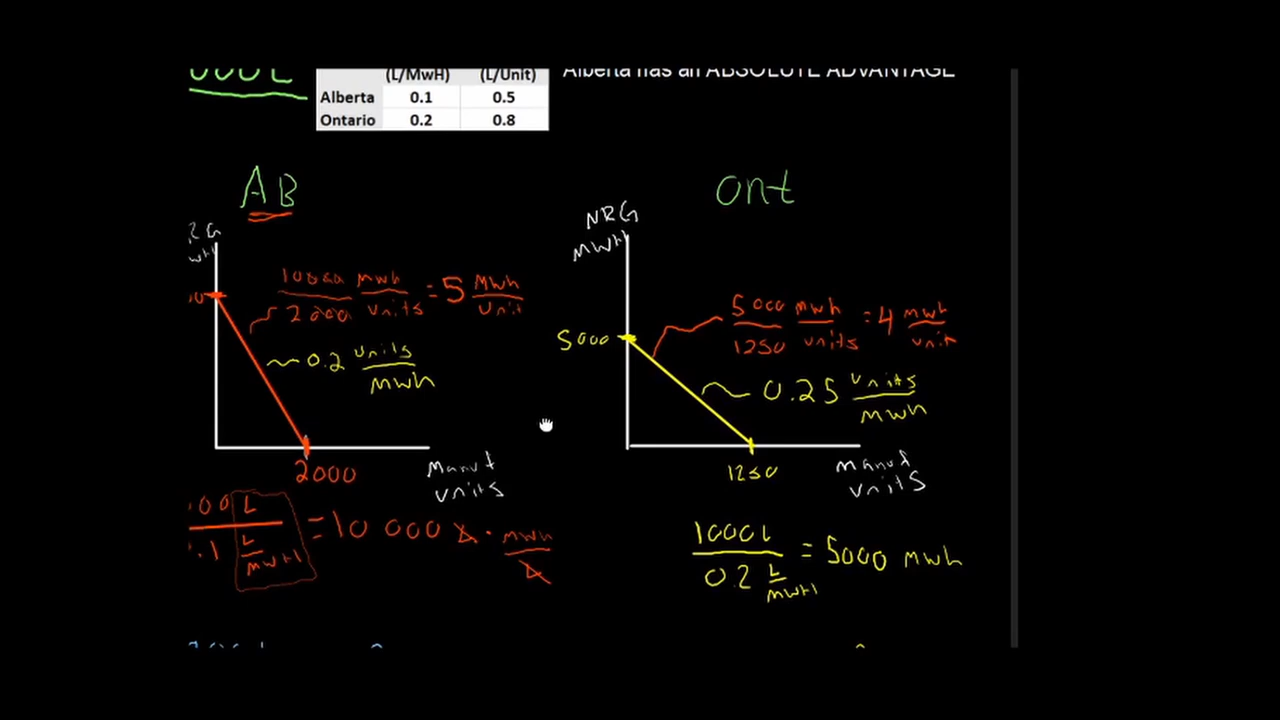 000L
(L/MwH) (L/Unit)
Alberta 0.1 0.5
Ontario 0.2 0.8
Alberta has an ABSOLUTE ADVANTAGE
AB
10000 Mwh
2000 units
= 5 Mwh
unit
~ 0.2 units
Mwh
2000
Manuf
units
L
L
MWH
= 10 000 L . Mwh
L
ont
NRG
MWH
5000
5000 Mwh
1250 units
= 4 Mwh
unit
~ 0.25 units
Mwh
1250
Manuf
units
1000L
0.2 L
MWH
= 5000 Mwh